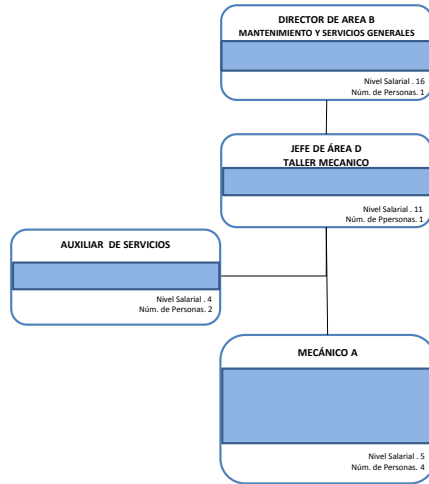 DIRECTOR DE AREA B
MANTENIMIENTO Y SERVICIOS GENERALES
Nivel Salarial . 16
Núm. de Personas. 1
JEFE DE ÁREA D
TALLER MECANICO
Nivel Salarial . 11
Núm. de Ppersonas. 1
AUXILIAR DE SERVICIOS
Nivel Salarial . 4
Núm. de Personas. 2
MECÁNICO A
Nivel Salarial . 5
Núm. de Personas. 4